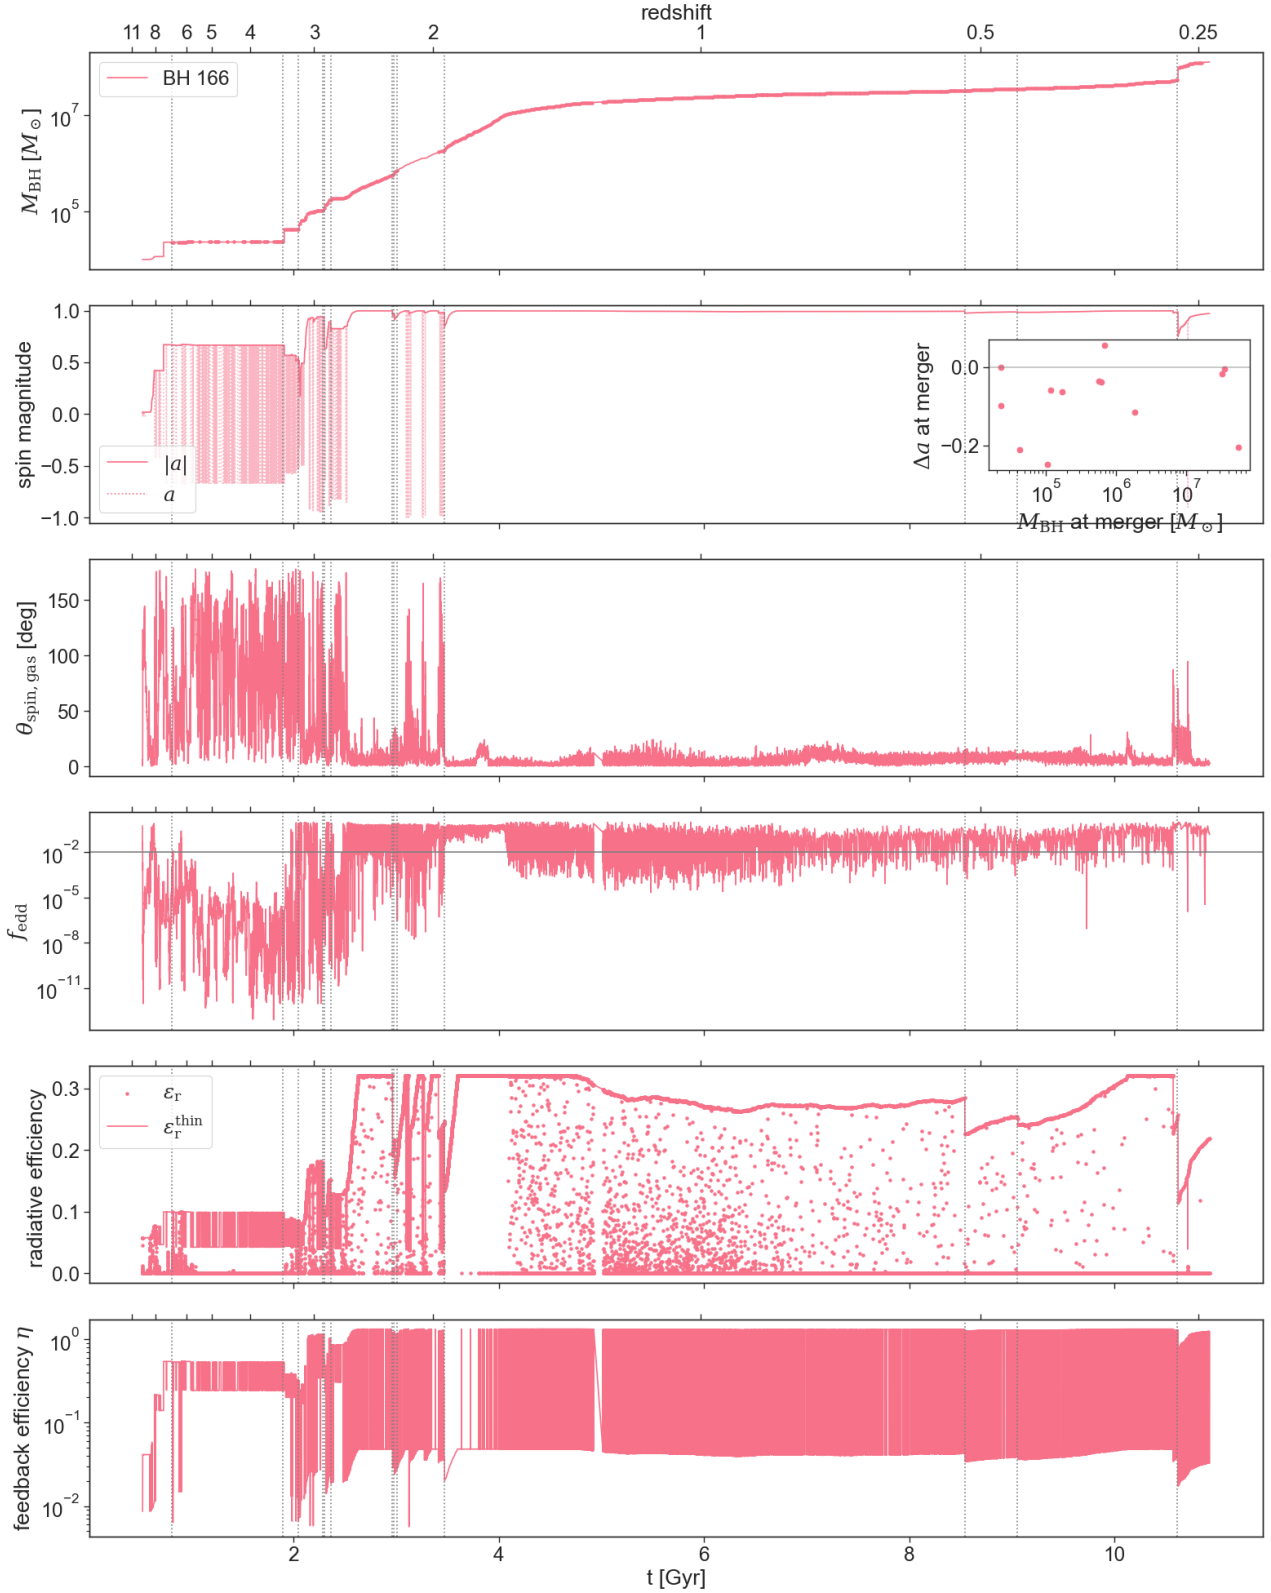 redshift
11 8 6 5 4 3 2 1 0.5 0.25
BH 166
M_BH [M_⊙]
10^7
10^5
spin magnitude
1.0
0.5
0.0
−0.5
−1.0
|a|
a
Δa at merger
0.0
−0.2
10^5 10^6 10^7
M_BH at merger [M_⊙]
θ_spin, gas [deg]
150
100
50
0
f_edd
10^−2
10^−5
10^−8
10^−11
radiative efficiency
0.3
0.2
0.1
0.0
ε_r
ε_r^thin
feedback efficiency η
10^0
10^−1
10^−2
2 4 6 8 10
t [Gyr]